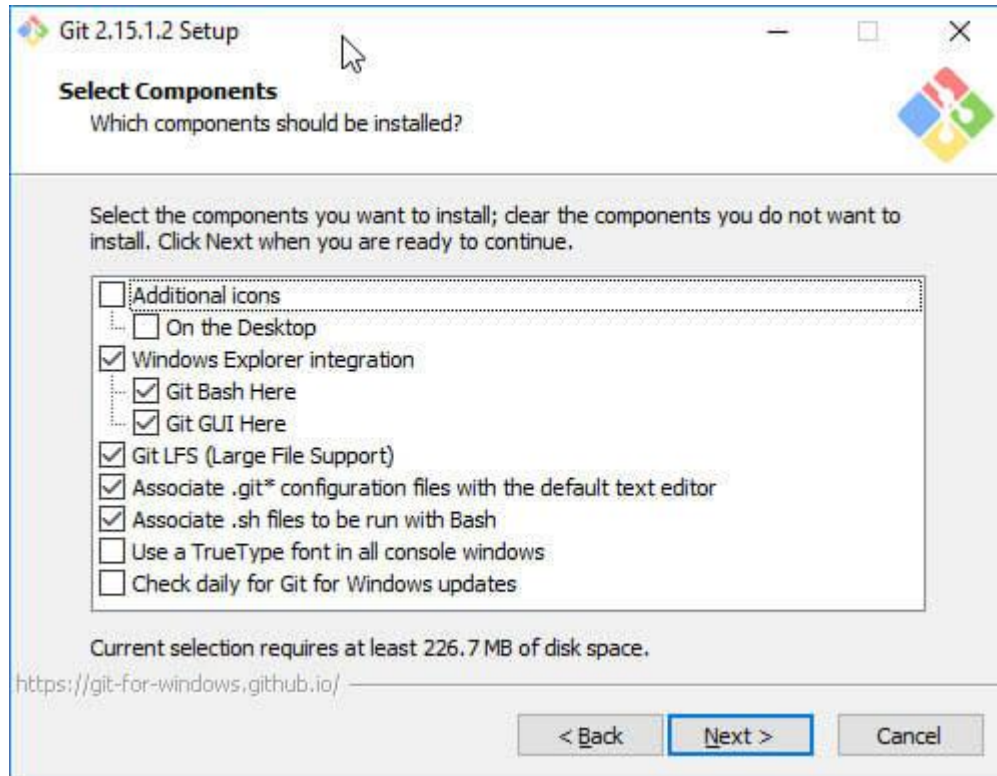 Git 2.15.1.2 Setup
Select Components
Which components should be installed?
Select the components you want to install; clear the components you do not want to
install. Click Next when you are ready to continue.
Additional icons
On the Desktop
Windows Explorer integration
Git Bash Here
Git GUI Here
Git LFS (Large File Support)
Associate .git* configuration files with the default text editor
Associate .sh files to be run with Bash
Use a TrueType font in all console windows
Check daily for Git for Windows updates
Current selection requires at least 226.7 MB of disk space.
https://git-for-windows.github.io/
< Back Next > Cancel